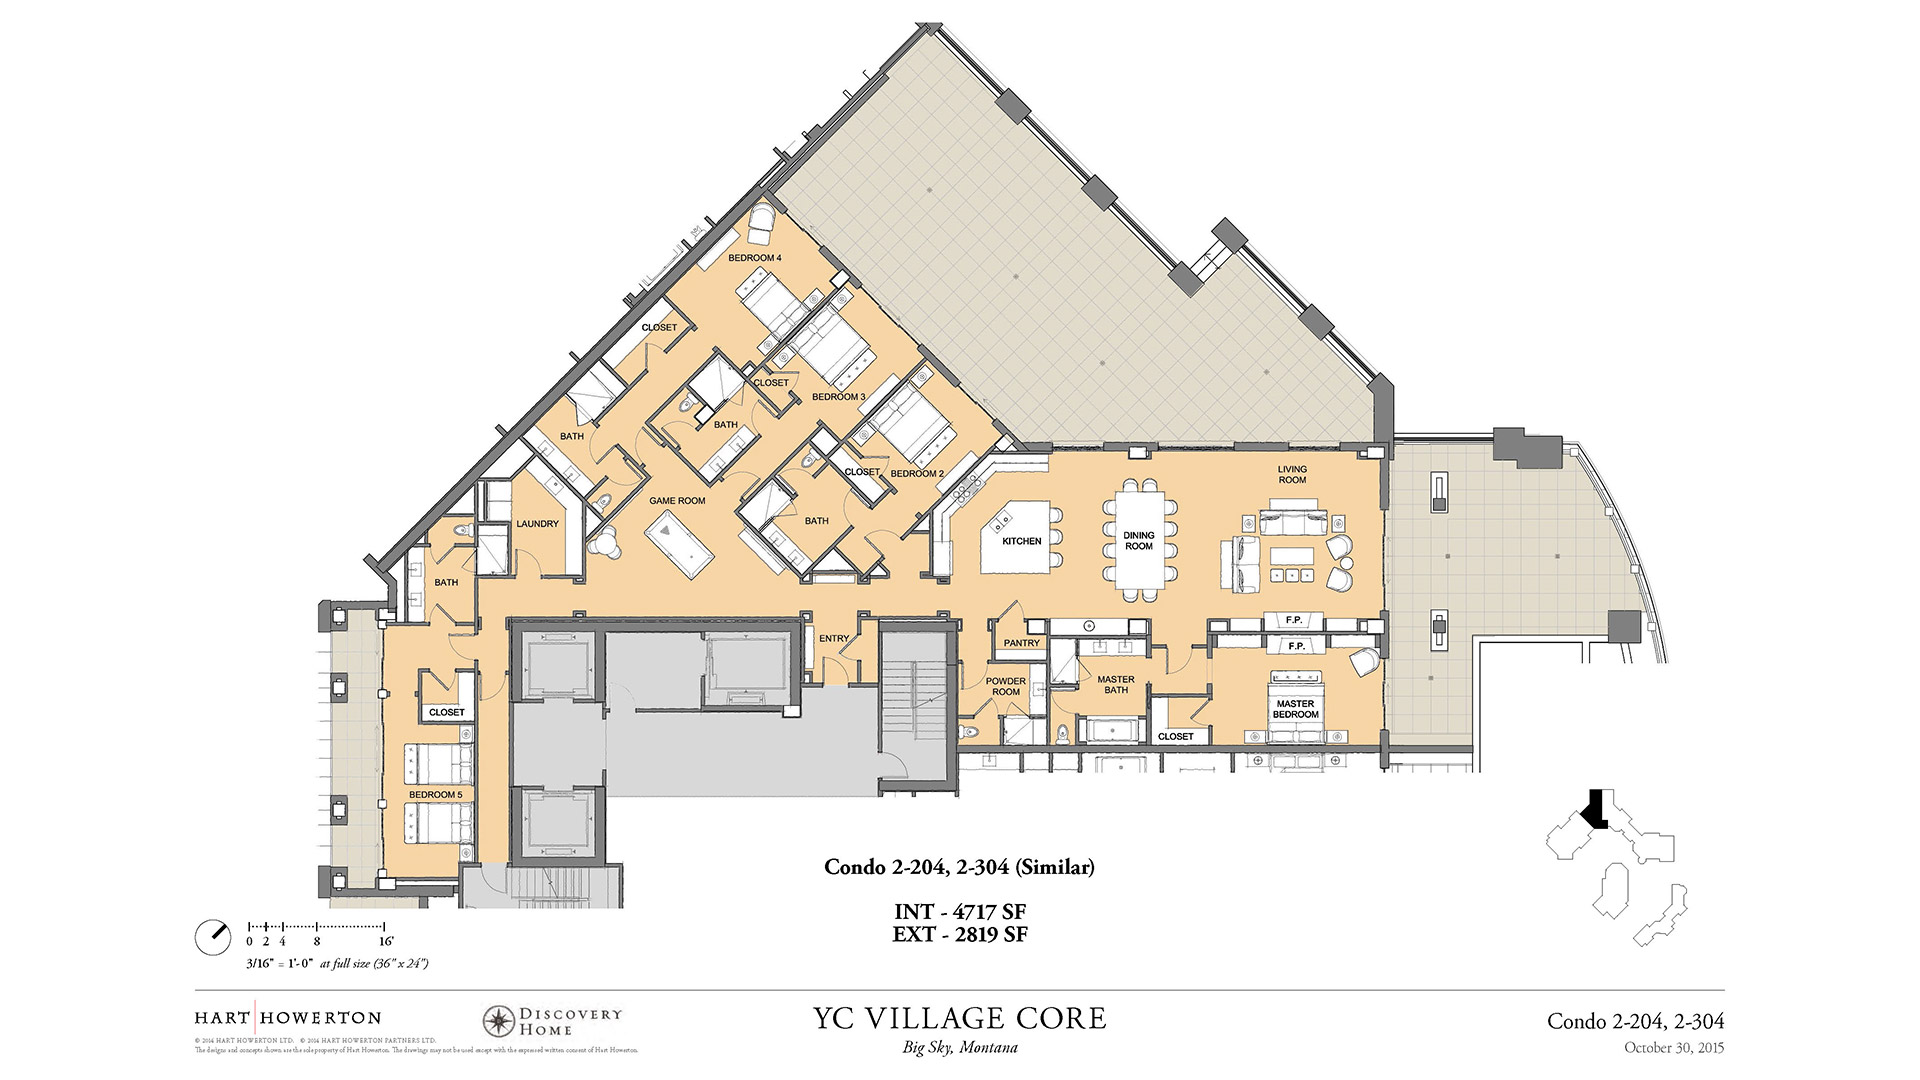 BEDROOM 4
CLOSET
CLOSET
BEDROOM 3
BATH
BATH
LIVING
ROOM
CLOSET
BEDROOM 2
GAME ROOM
LAUNDRY
BATH
KITCHEN
DINING
ROOM
BATH
F.P.
ENTRY
PANTRY
F.P.
POWDER
ROOM
MASTER
BATH
CLOSET
MASTER
BEDROOM
CLOSET
BEDROOM 5
Condo 2-204, 2-304 (Similar)
INT - 4717 SF
EXT - 2819 SF
0 2 4 8 16'
3/16" = 1'-0" at full size (36" x 24")
HART HOWERTON
DISCOVERY
HOME
© 2014 HART HOWERTON LTD. © 2014 HART HOWERTON PARTNERS LTD.
The designs and concepts shown are the sole property of Hart Howerton. The drawings may not be used except with the expressed written consent of Hart Howerton.
YC VILLAGE CORE
Big Sky, Montana
Condo 2-204, 2-304
October 30, 2015